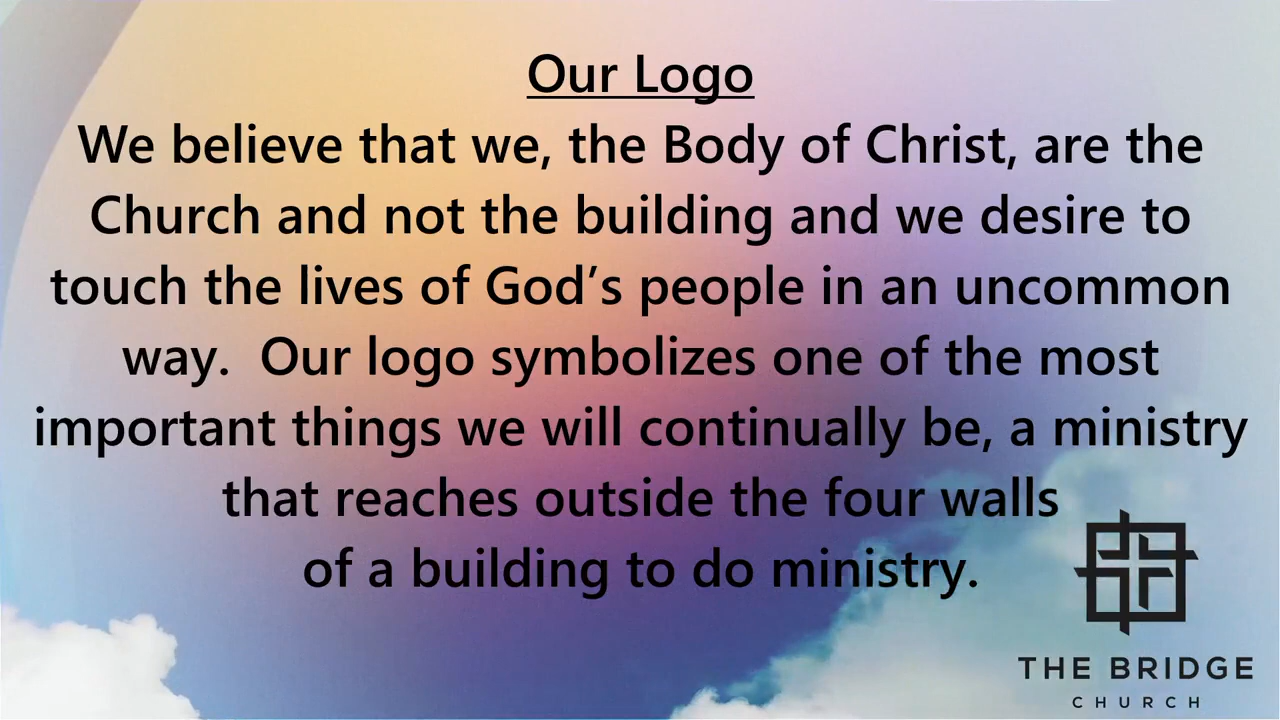 Our Logo
We believe that we, the Body of Christ, are the
Church and not the building and we desire to
touch the lives of God’s people in an uncommon
way.  Our logo symbolizes one of the most
important things we will continually be, a ministry
that reaches outside the four walls
of a building to do ministry.
THE BRIDGE
CHURCH